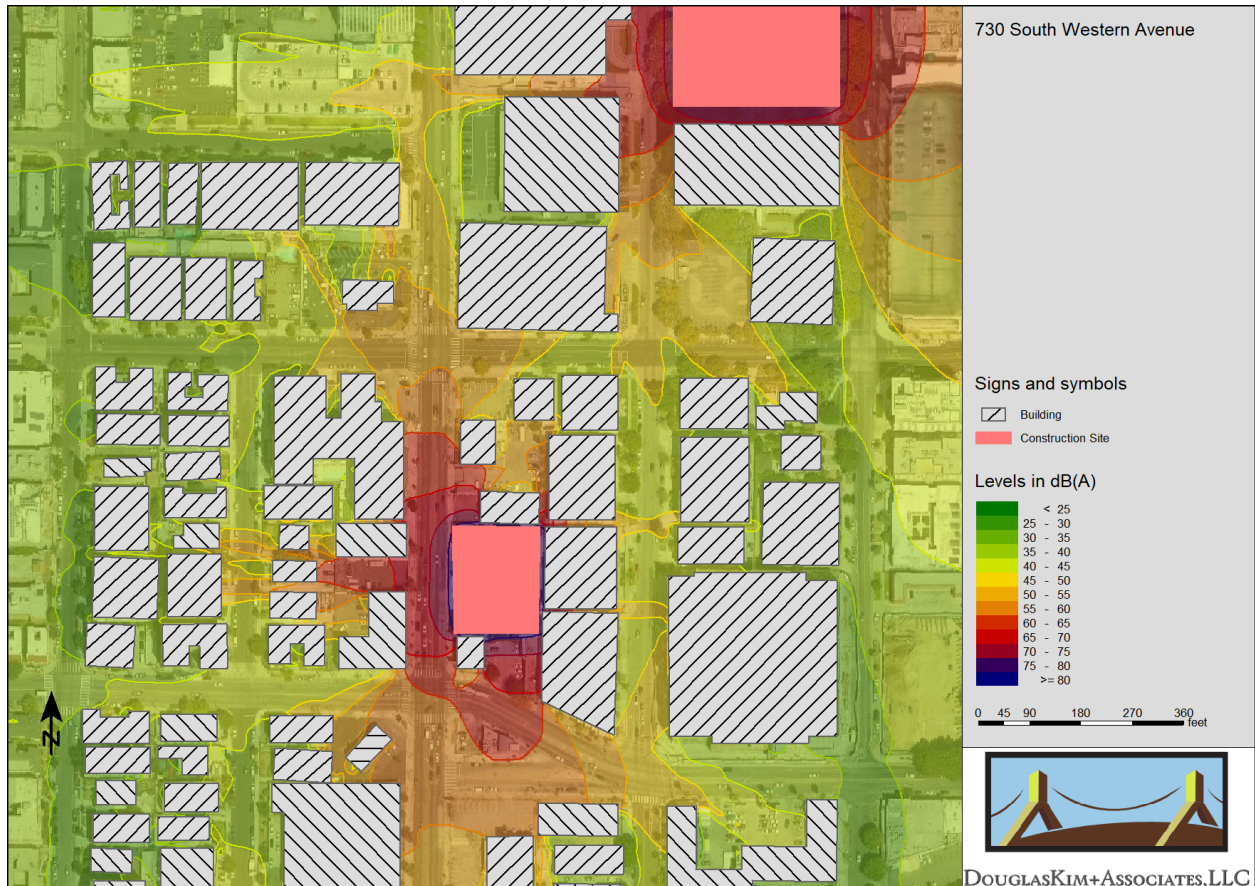 730 South Western Avenue
Signs and symbols
Building
Construction Site
Levels in dB(A)
< 25
25 - 30
30 - 35
35 - 40
40 - 45
45 - 50
50 - 55
55 - 60
60 - 65
65 - 70
70 - 75
75 - 80
>= 80
0 45 90 180 270 360
feet
N
DOUGLASKIM+ASSOCIATES,LLC